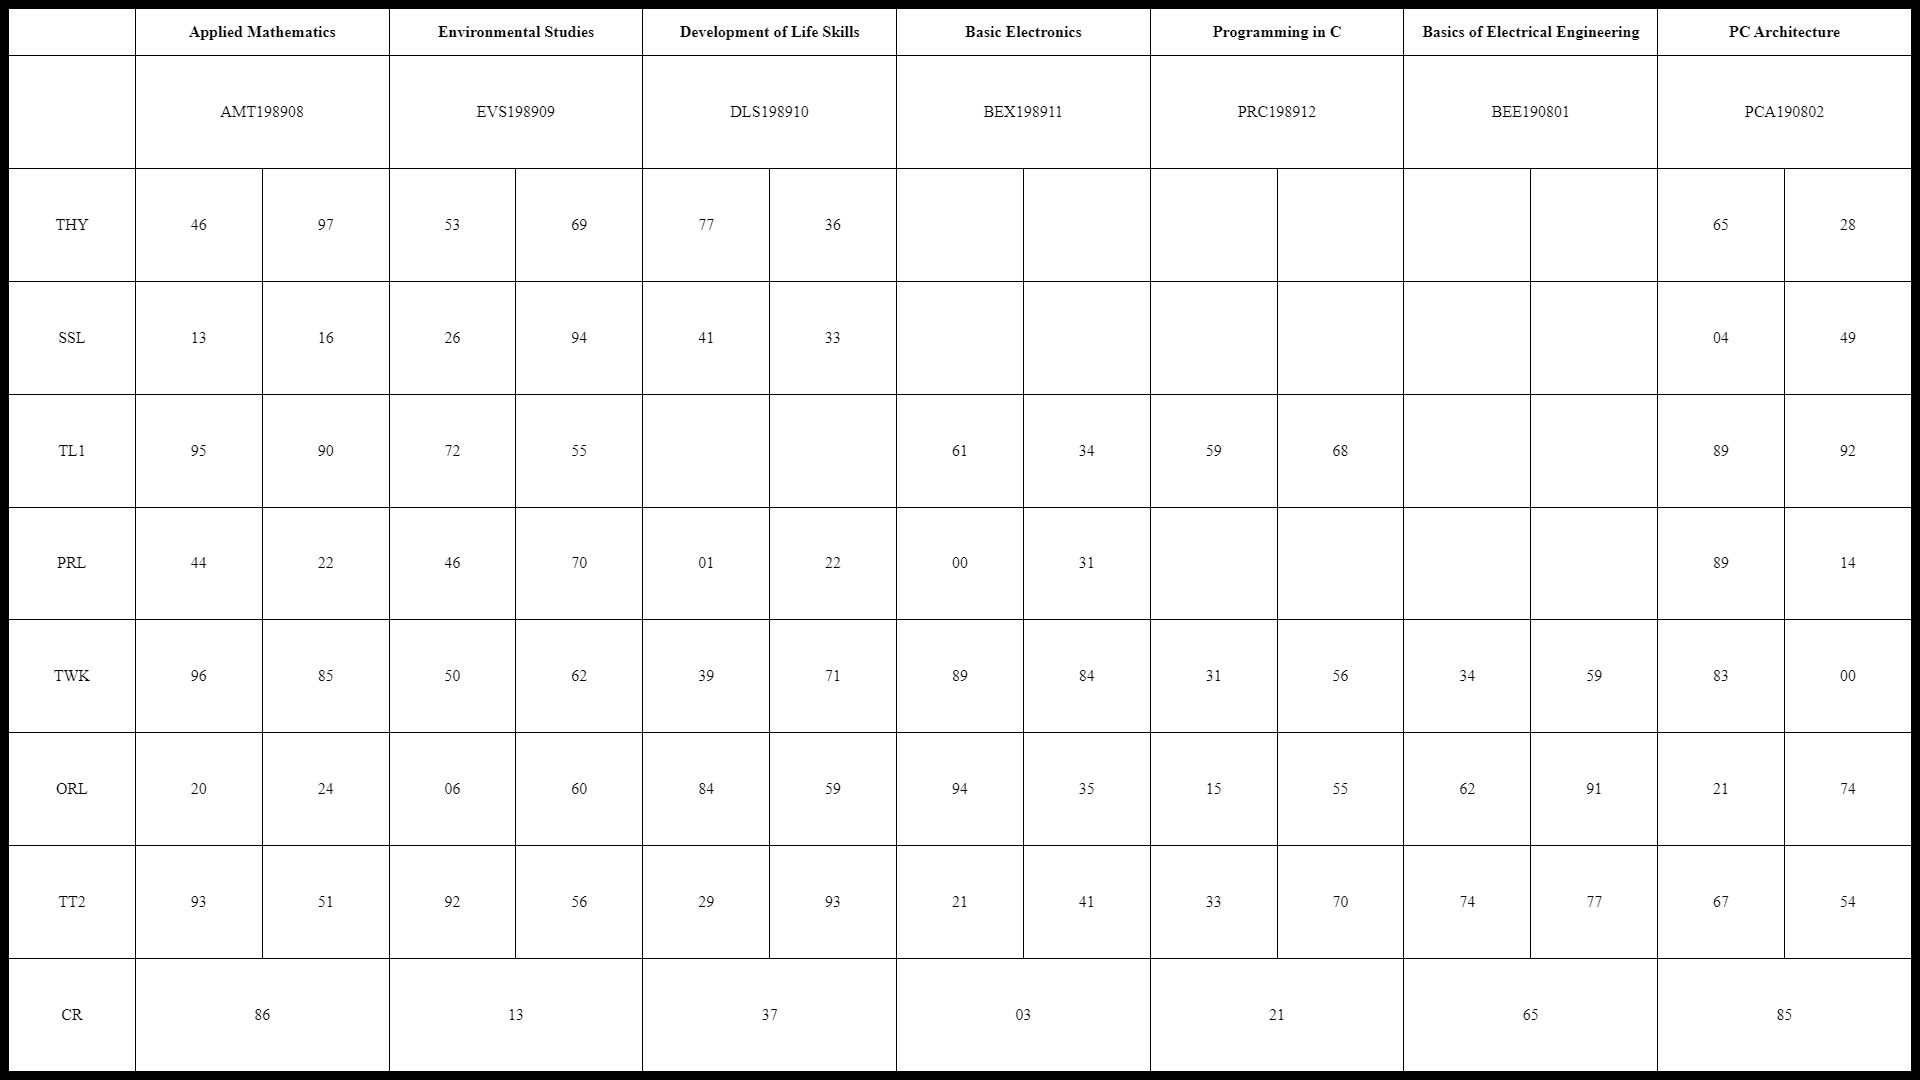 Applied Mathematics Environmental Studies Development of Life Skills Basic Electronics Programming in C Basics of Electrical Engineering PC Architecture
AMT198908 EVS198909 DLS198910 BEX198911 PRC198912 BEE190801 PCA190802
THY 46 97 53 69 77 36 65 28
SSL 13 16 26 94 41 33 04 49
TL1 95 90 72 55 61 34 59 68 89 92
PRL 44 22 46 70 01 22 00 31 89 14
TWK 96 85 50 62 39 71 89 84 31 56 34 59 83 00
ORL 20 24 06 60 84 59 94 35 15 55 62 91 21 74
TT2 93 51 92 56 29 93 21 41 33 70 74 77 67 54
CR 86 13 37 03 21 65 85